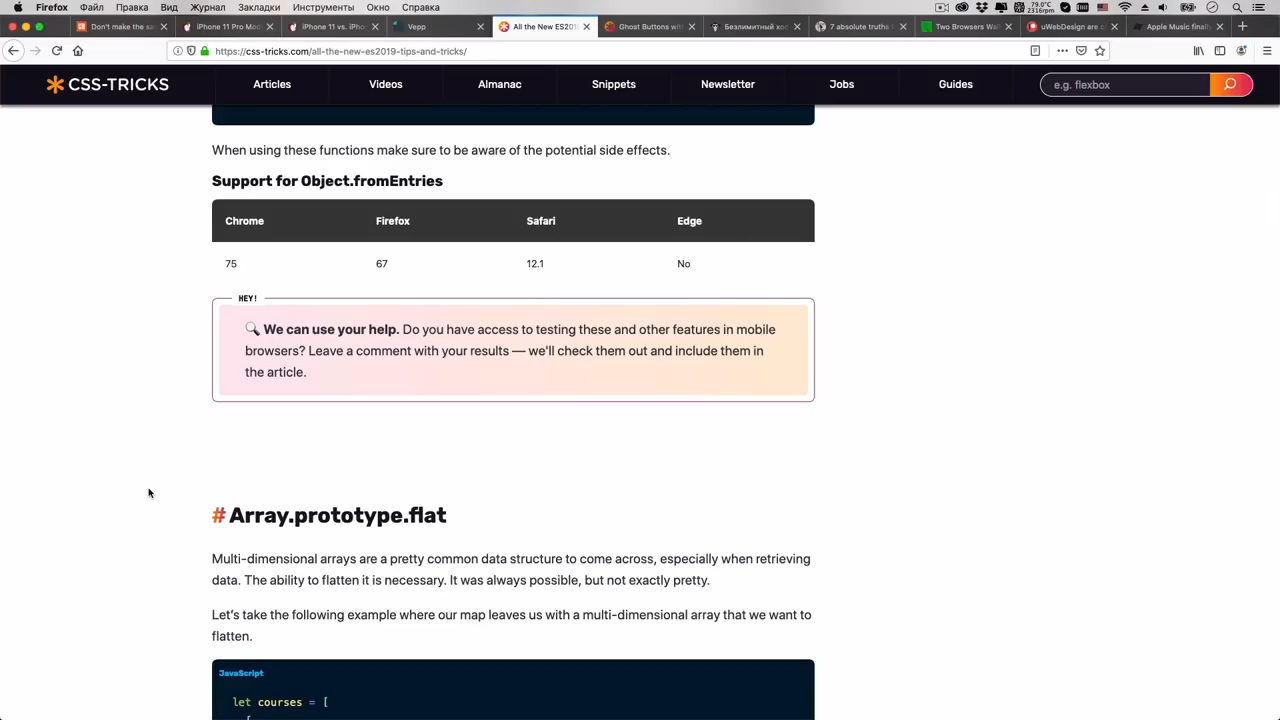 Firefox Файл Правка Вид Журнал Закладки Инструменты Окно Справка
79.0°C
2316rpm
Don't make the sa
iPhone 11 Pro Mod
iPhone 11 vs. iPh
Vepp
All the New ES201
Ghost Buttons wit
Безлимитный хос
7 absolute truths I
Two Browsers Wal
uWebDesign are c
Apple Music finally
https://css-tricks.com/all-the-new-es2019-tips-and-tricks/
CSS-TRICKS
Articles
Videos
Almanac
Snippets
Newsletter
Jobs
Guides
e.g. flexbox
When using these functions make sure to be aware of the potential side effects.
Support for Object.fromEntries
Chrome Firefox Safari Edge
75 67 12.1 No
HEY!
We can use your help. Do you have access to testing these and other features in mobile
browsers? Leave a comment with your results — we'll check them out and include them in
the article.
# Array.prototype.flat
Multi-dimensional arrays are a pretty common data structure to come across, especially when retrieving
data. The ability to flatten it is necessary. It was always possible, but not exactly pretty.
Let's take the following example where our map leaves us with a multi-dimensional array that we want to
flatten.
JavaScript
let courses = [
{